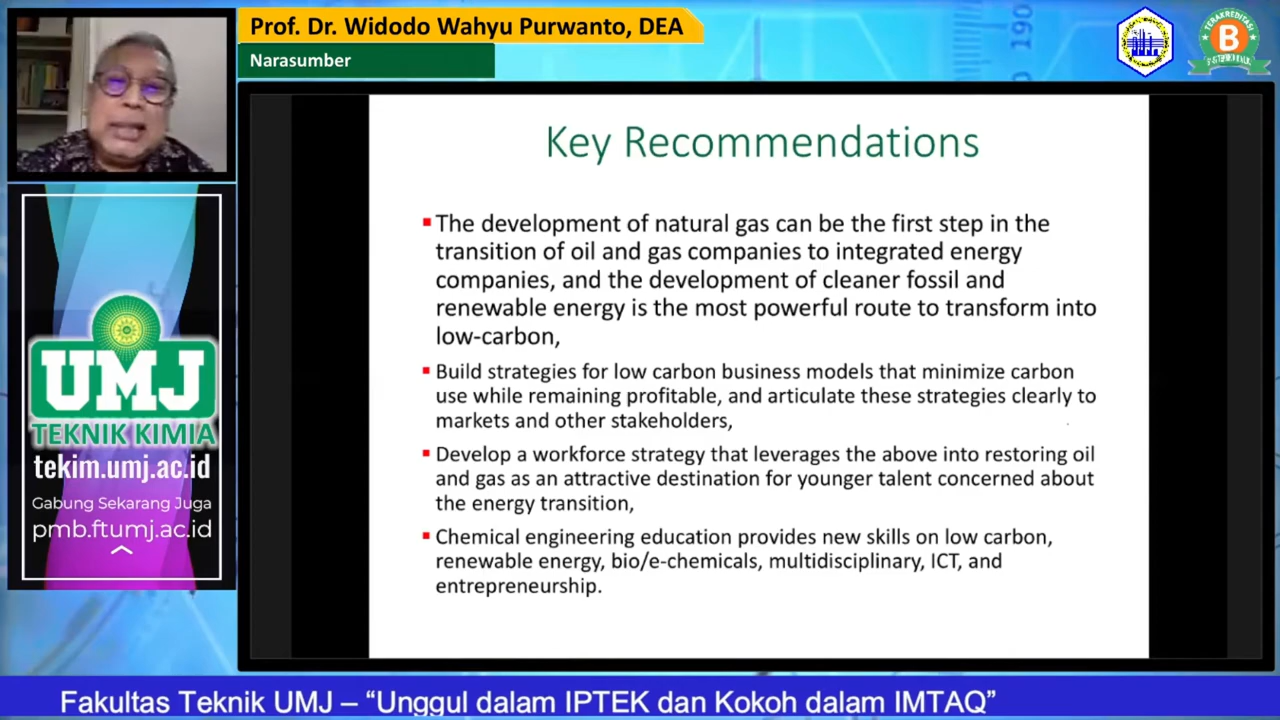 Prof. Dr. Widodo Wahyu Purwanto, DEA
Narasumber
TERAKREDITASI
B
UMJ
TEKNIK KIMIA
tekim.umj.ac.id
Gabung Sekarang Juga
pmb.ftumj.ac.id
Key Recommendations
The development of natural gas can be the first step in the
transition of oil and gas companies to integrated energy
companies, and the development of cleaner fossil and
renewable energy is the most powerful route to transform into
low-carbon,
Build strategies for low carbon business models that minimize carbon
use while remaining profitable, and articulate these strategies clearly to
markets and other stakeholders,
Develop a workforce strategy that leverages the above into restoring oil
and gas as an attractive destination for younger talent concerned about
the energy transition,
Chemical engineering education provides new skills on low carbon,
renewable energy, bio/e-chemicals, multidisciplinary, ICT, and
entrepreneurship.
Fakultas Teknik UMJ – “Unggul dalam IPTEK dan Kokoh dalam IMTAQ”